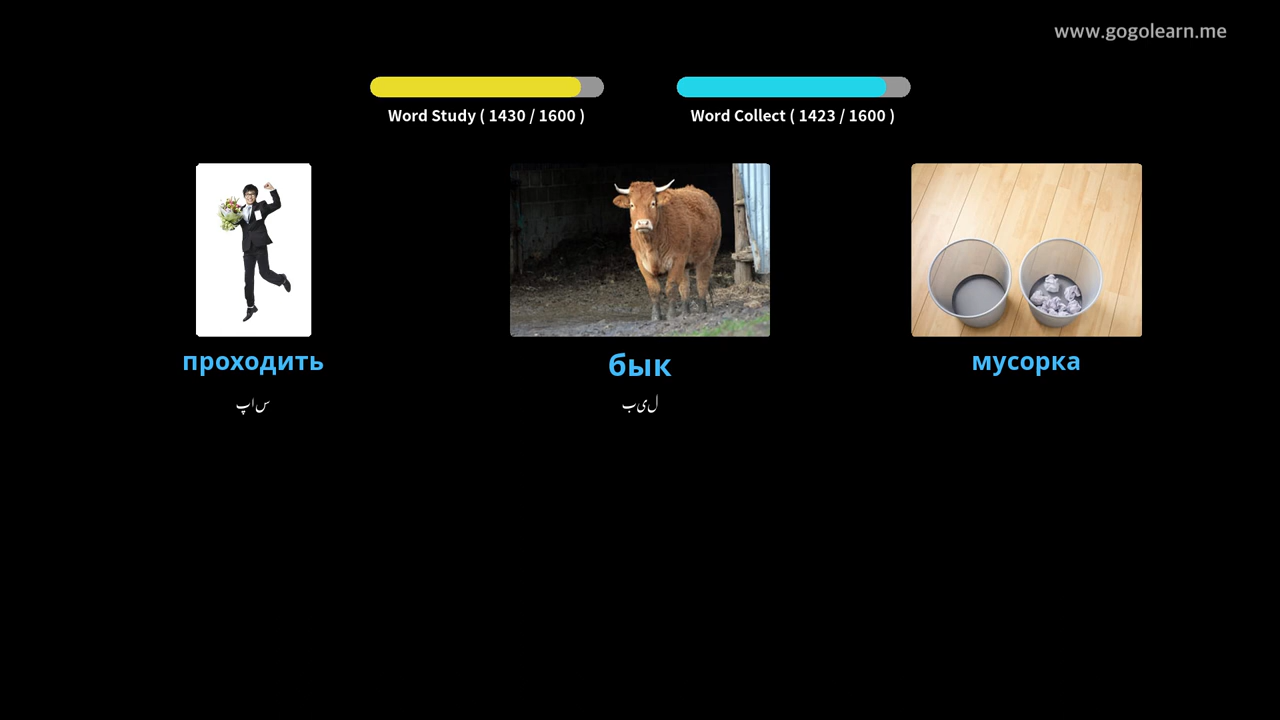 www.gogolearn.me
Word Study ( 1430 / 1600 )
Word Collect ( 1423 / 1600 )
проходить
бык
мусорка
پاس
بیل